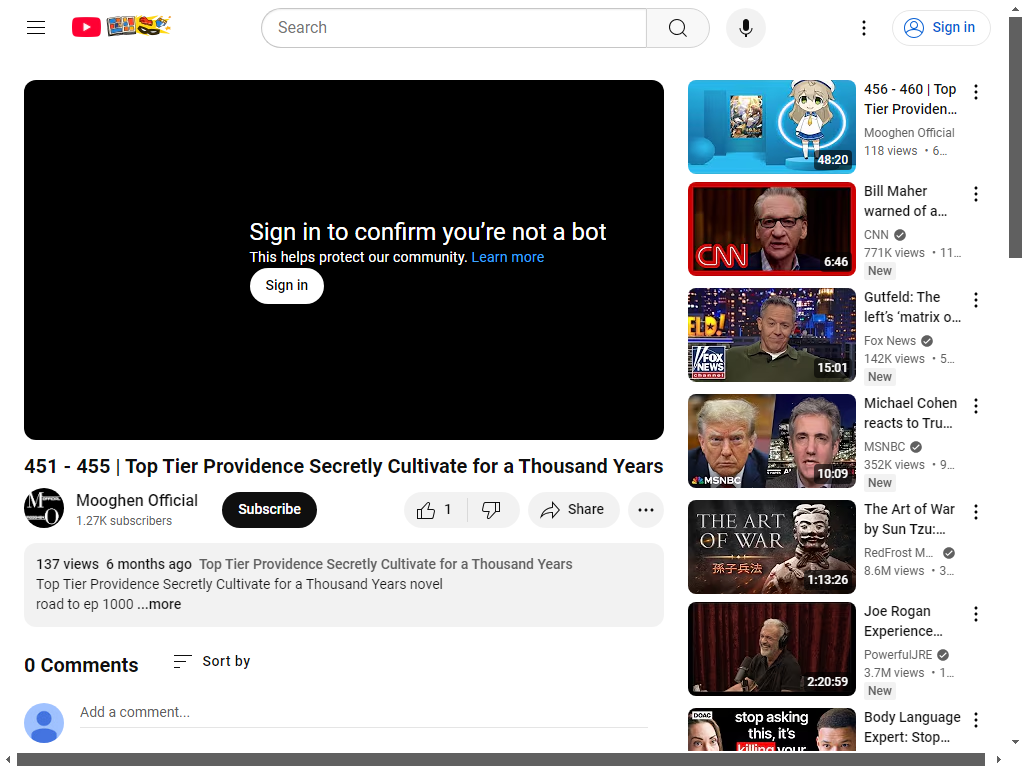 Search
Sign in
Sign in to confirm you’re not a bot
This helps protect our community. Learn more
Sign in
451 - 455 | Top Tier Providence Secretly Cultivate for a Thousand Years
Mooghen Official
1.27K subscribers
Subscribe
1
Share
137 views 6 months ago Top Tier Providence Secretly Cultivate for a Thousand Years
Top Tier Providence Secretly Cultivate for a Thousand Years novel
road to ep 1000 ...more
0 Comments
Sort by
Add a comment...
48:20
456 - 460 | Top
Tier Providen...
Mooghen Official
118 views • 6...
CNN
6:46
Bill Maher
warned of a...
CNN
771K views • 11...
New
FOX
NEWS
channel
15:01
Gutfeld: The
left’s ‘matrix o...
Fox News
142K views • 5...
New
MSNBC
10:09
Michael Cohen
reacts to Tru...
MSNBC
352K views • 9...
New
THE ART
OF WAR
孫子兵法
1:13:26
The Art of War
by Sun Tzu:...
RedFrost M...
8.6M views • 3...
2:20:59
Joe Rogan
Experience...
PowerfulJRE
3.7M views • 1...
New
DOAC
stop asking
this, it's
killing your
Body Language
Expert: Stop...